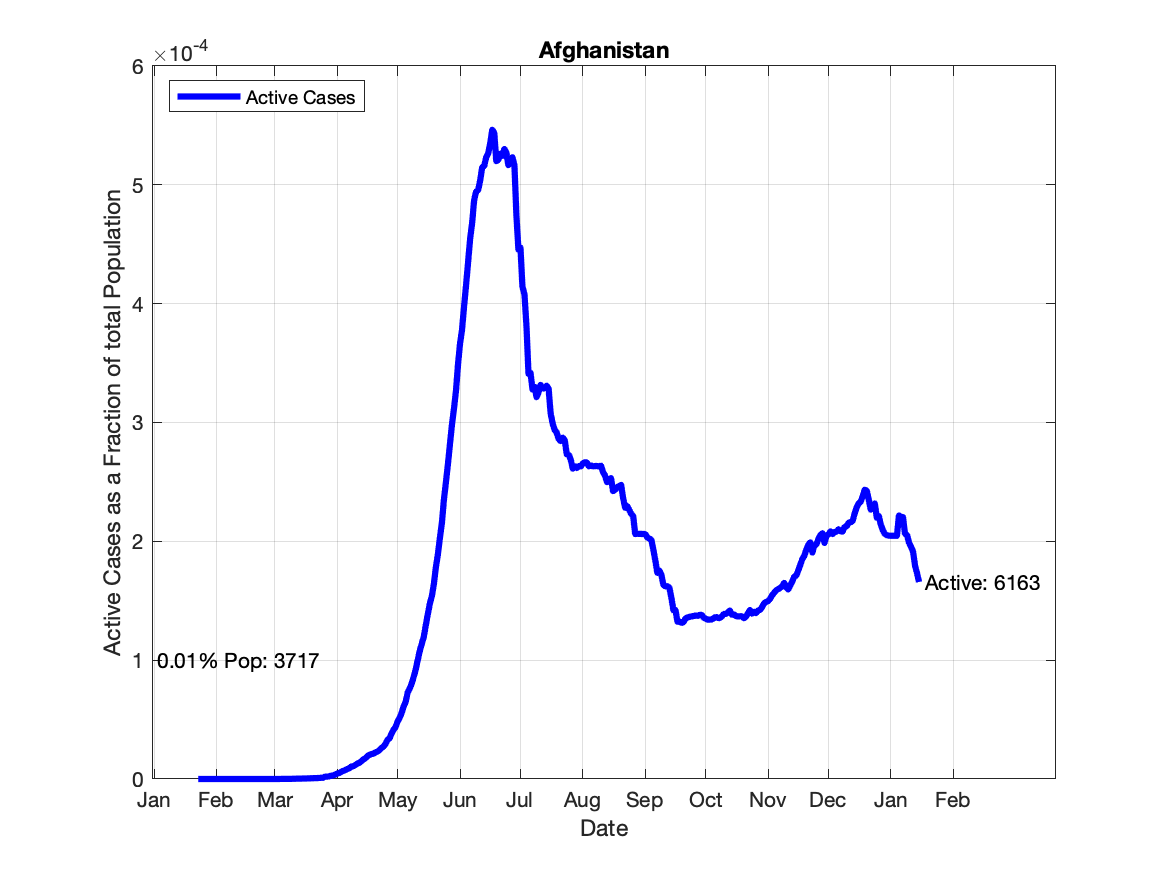 Afghanistan
×10-4
Active Cases
6
5
4
3
2
1
0
Active Cases as a Fraction of total Population
0.01% Pop: 3717
Active: 6163
Jan Feb Mar Apr May Jun Jul Aug Sep Oct Nov Dec Jan Feb
Date